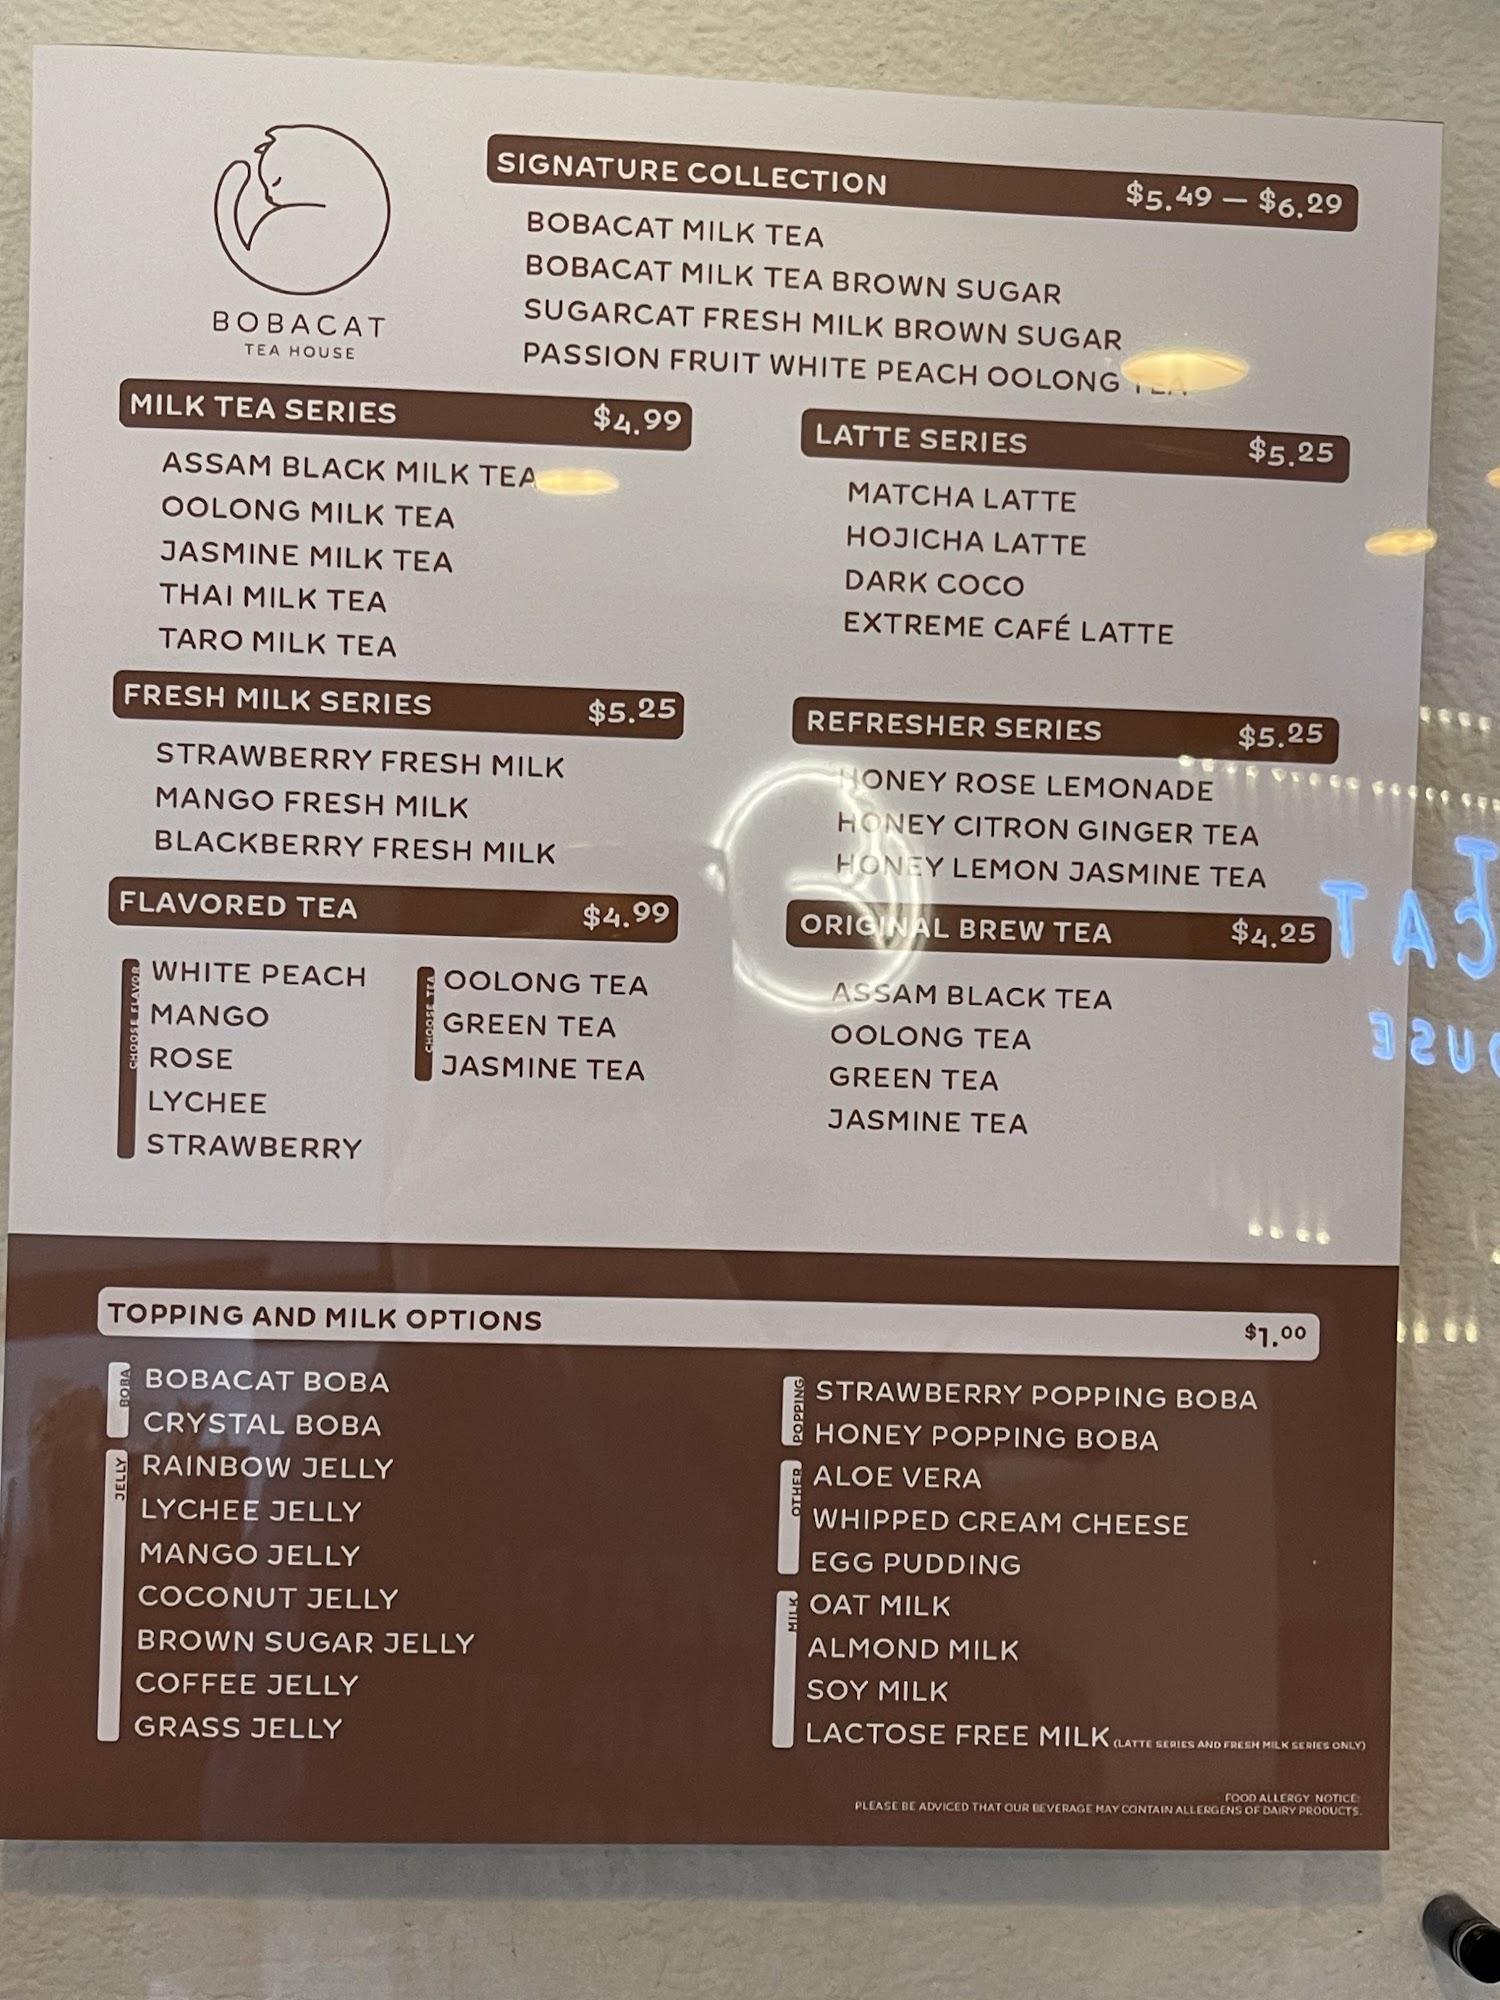 BOBACAT
TEA HOUSE
SIGNATURE COLLECTION $5.49 — $6.29
BOBACAT MILK TEA
BOBACAT MILK TEA BROWN SUGAR
SUGARCAT FRESH MILK BROWN SUGAR
PASSION FRUIT WHITE PEACH OOLONG TEA
MILK TEA SERIES $4.99
ASSAM BLACK MILK TEA
OOLONG MILK TEA
JASMINE MILK TEA
THAI MILK TEA
TARO MILK TEA
LATTE SERIES $5.25
MATCHA LATTE
HOJICHA LATTE
DARK COCO
EXTREME CAFÉ LATTE
FRESH MILK SERIES $5.25
STRAWBERRY FRESH MILK
MANGO FRESH MILK
BLACKBERRY FRESH MILK
REFRESHER SERIES $5.25
HONEY ROSE LEMONADE
HONEY CITRON GINGER TEA
HONEY LEMON JASMINE TEA
FLAVORED TEA $4.99
CHOOSE FLAVOR
WHITE PEACH
MANGO
ROSE
LYCHEE
STRAWBERRY
CHOOSE TEA
OOLONG TEA
GREEN TEA
JASMINE TEA
ORIGINAL BREW TEA $4.25
ASSAM BLACK TEA
OOLONG TEA
GREEN TEA
JASMINE TEA
TOPPING AND MILK OPTIONS $1.00
BOBA
BOBACAT BOBA
CRYSTAL BOBA
JELLY
RAINBOW JELLY
LYCHEE JELLY
MANGO JELLY
COCONUT JELLY
BROWN SUGAR JELLY
COFFEE JELLY
GRASS JELLY
POPPING
STRAWBERRY POPPING BOBA
HONEY POPPING BOBA
OTHER
ALOE VERA
WHIPPED CREAM CHEESE
EGG PUDDING
MILK
OAT MILK
ALMOND MILK
SOY MILK
LACTOSE FREE MILK (LATTE SERIES AND FRESH MILK SERIES ONLY)
FOOD ALLERGY NOTICE:
PLEASE BE ADVICED THAT OUR BEVERAGE MAY CONTAIN ALLERGENS OF DAIRY PRODUCTS.